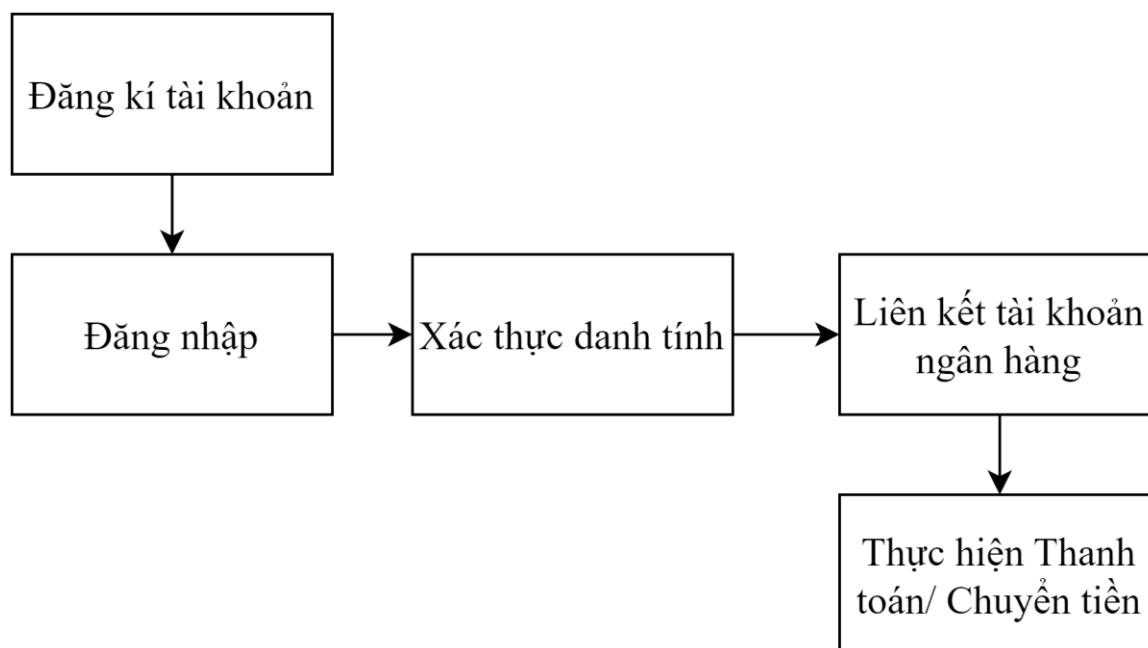 Đăng kí tài khoản
Đăng nhập
Xác thực danh tính
Liên kết tài khoản
ngân hàng
Thực hiện Thanh
toán/ Chuyển tiền